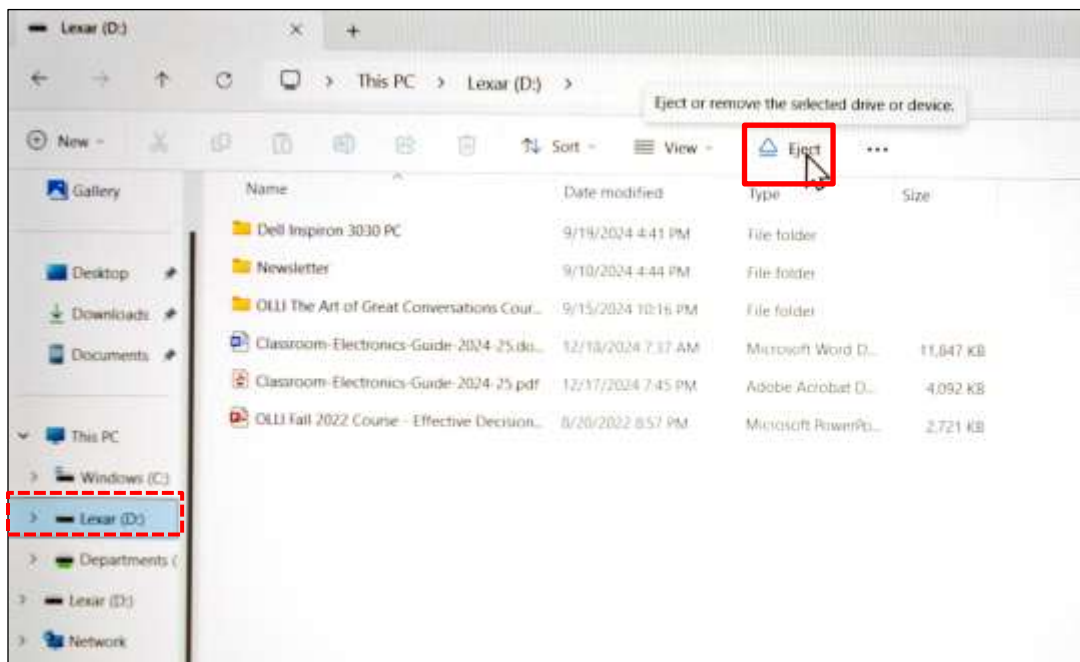 Lexar (D:)
This PC > Lexar (D:) >
Eject or remove the selected drive or device.
New
Sort
View
Eject
...
Gallery
Desktop
Downloads
Documents
This PC
Windows (C:)
Lexar (D:)
Departments (
Lexar (D:)
Network
Name Date modified Type Size
Dell Inspiron 3030 PC 9/19/2024 4:41 PM File folder
Newsletter 9/10/2024 4:44 PM File folder
OLLI The Art of Great Conversations Cour... 9/15/2024 10:16 PM File folder
Classroom-Electronics-Guide-2024-25.do... 12/18/2024 7:37 AM Microsoft Word D... 11,847 KB
Classroom-Electronics-Guide-2024-25.pdf 12/17/2024 7:45 PM Adobe Acrobat D... 4,092 KB
OLLI Fall 2022 Course - Effective Decision... 8/20/2022 8:57 PM Microsoft PowerPo... 2,721 KB